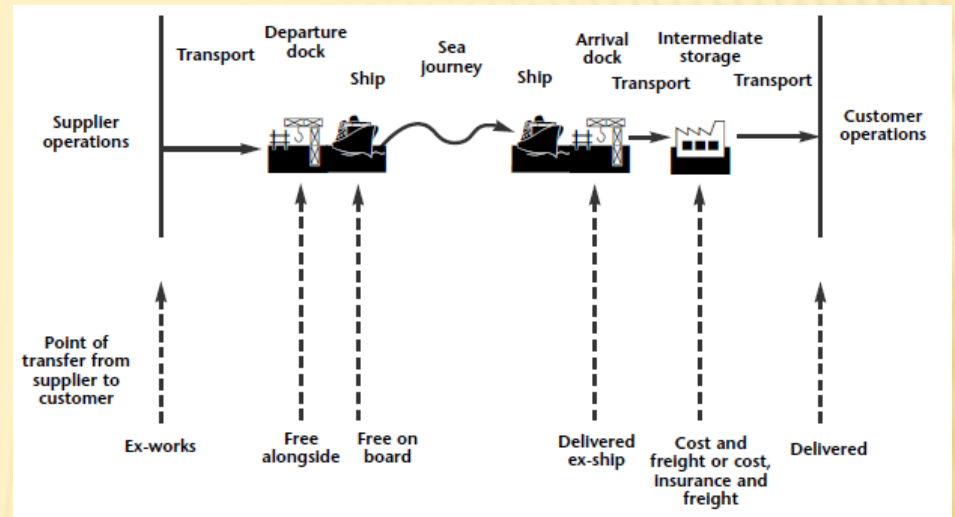 Transport
Departure
dock
Ship
Sea
journey
Ship
Arrival
dock
Transport
Intermediate
storage
Transport
Supplier
operations
Customer
operations
Point of
transfer from
supplier to
customer
Ex-works
Free
alongside
Free on
board
Delivered
ex-ship
Cost and
freight or cost,
insurance and
freight
Delivered